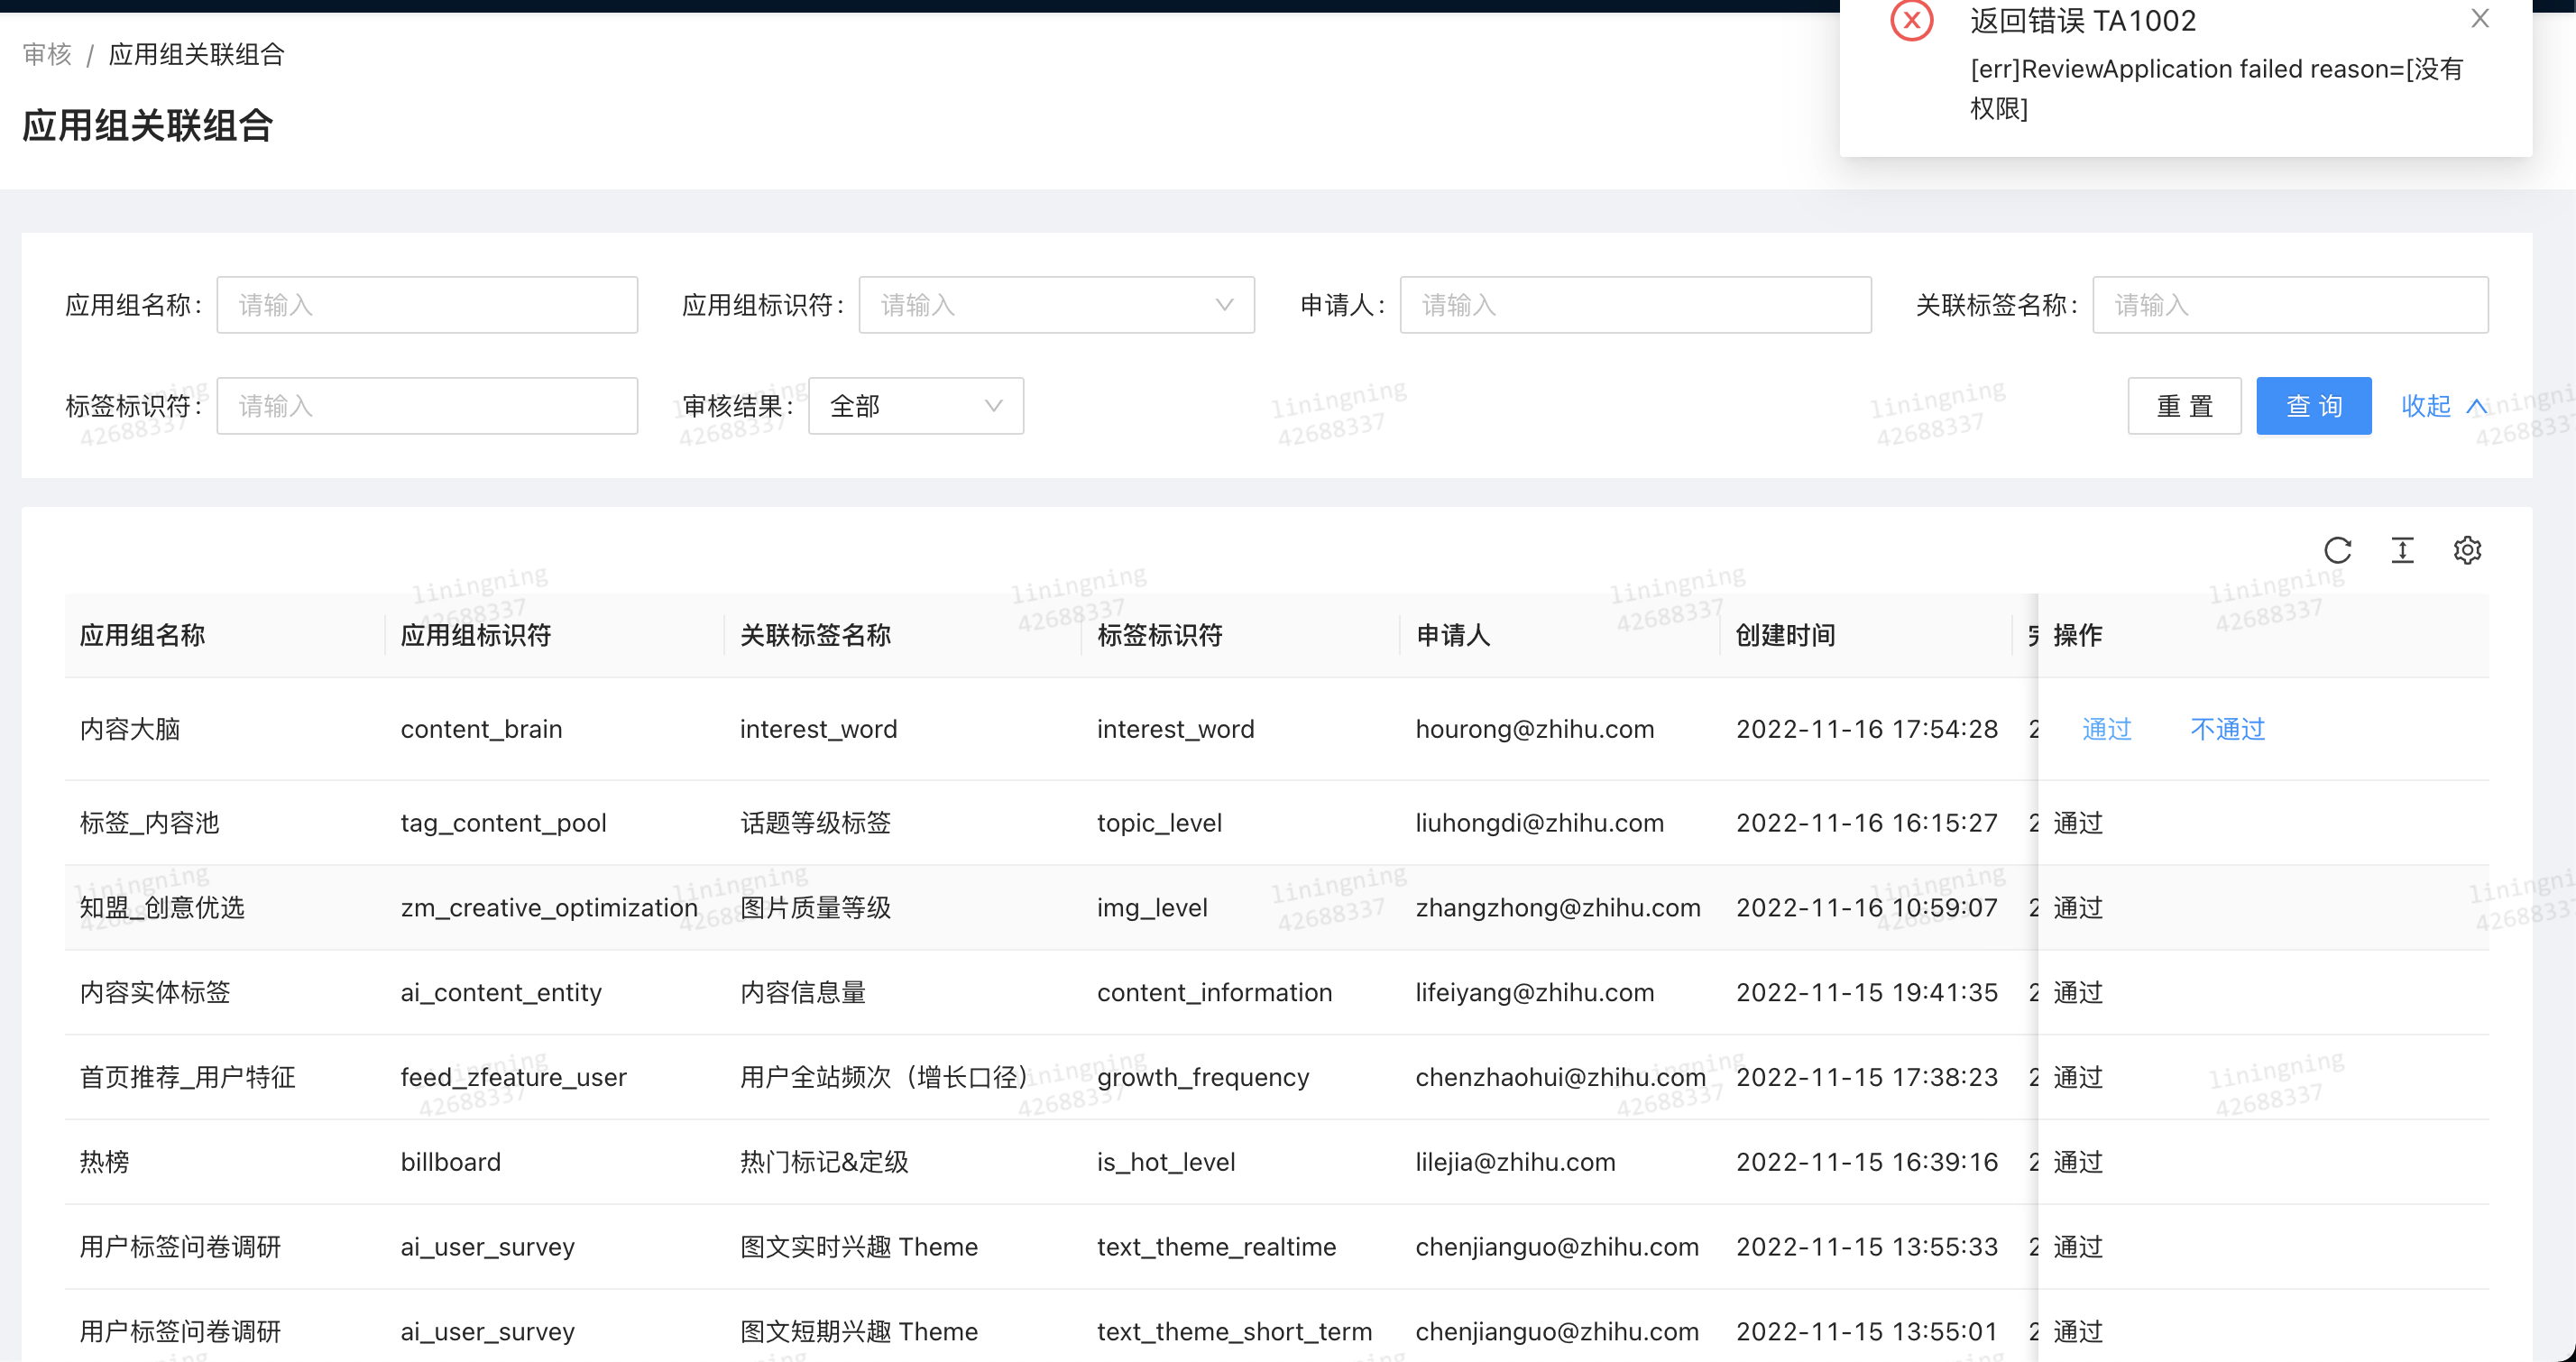 返回错误 TA1002
[err]ReviewApplication failed reason=[没有
权限]
审核 / 应用组关联组合
应用组关联组合
应用组名称: 请输入 应用组标识符: 请输入 申请人: 请输入 关联标签名称: 请输入
标签标识符: 请输入 审核结果: 全部 重 置 查 询 收起
应用组名称 应用组标识符 关联标签名称 标签标识符 申请人 创建时间 操作
内容大脑 content_brain interest_word interest_word hourong@zhihu.com 2022-11-16 17:54:28 2 通过 不通过
标签_内容池 tag_content_pool 话题等级标签 topic_level liuhongdi@zhihu.com 2022-11-16 16:15:27 2 通过
知盟_创意优选 zm_creative_optimization 图片质量等级 img_level zhangzhong@zhihu.com 2022-11-16 10:59:07 2 通过
内容实体标签 ai_content_entity 内容信息量 content_information lifeiyang@zhihu.com 2022-11-15 19:41:35 2 通过
首页推荐_用户特征 feed_zfeature_user 用户全站频次（增长口径） growth_frequency chenzhaohui@zhihu.com 2022-11-15 17:38:23 2 通过
热榜 billboard 热门标记&定级 is_hot_level lilejia@zhihu.com 2022-11-15 16:39:16 2 通过
用户标签问卷调研 ai_user_survey 图文实时兴趣 Theme text_theme_realtime chenjianguo@zhihu.com 2022-11-15 13:55:33 2 通过
用户标签问卷调研 ai_user_survey 图文短期兴趣 Theme text_theme_short_term chenjianguo@zhihu.com 2022-11-15 13:55:01 2 通过
liningning
42688337